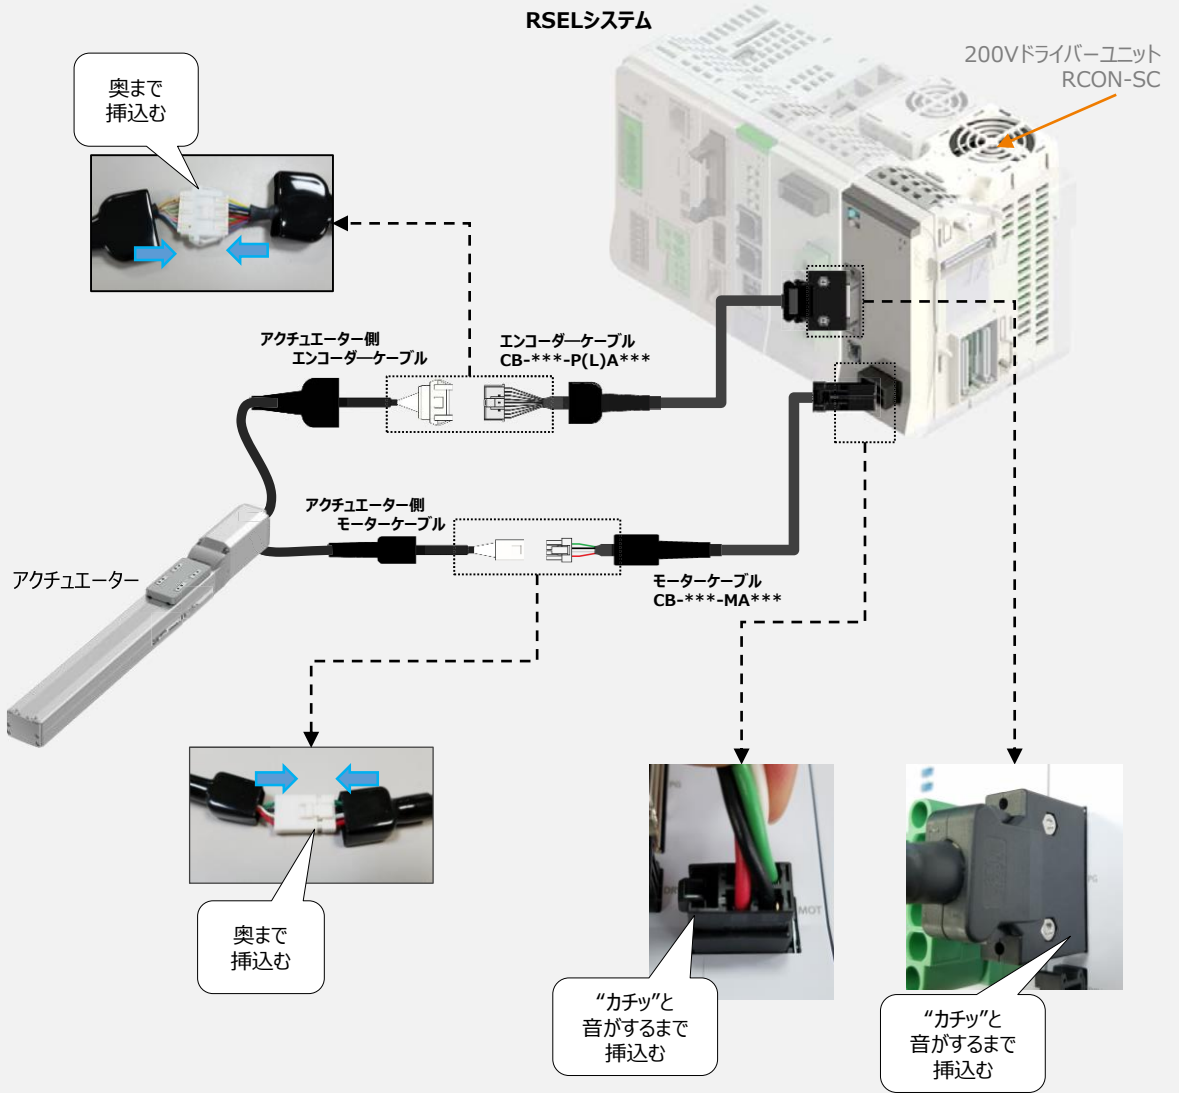 RSELシステム
200Vドライバーユニット
RCON-SC
奥まで
挿込む
アクチュエーター側
エンコーダーケーブル
エンコーダーケーブル
CB-***-P(L)A***
アクチュエーター側
モーターケーブル
アクチュエーター
モーターケーブル
CB-***-MA***
奥まで
挿込む
MOT
“カチッ”と
音がするまで
挿込む
PG
“カチッ”と
音がするまで
挿込む